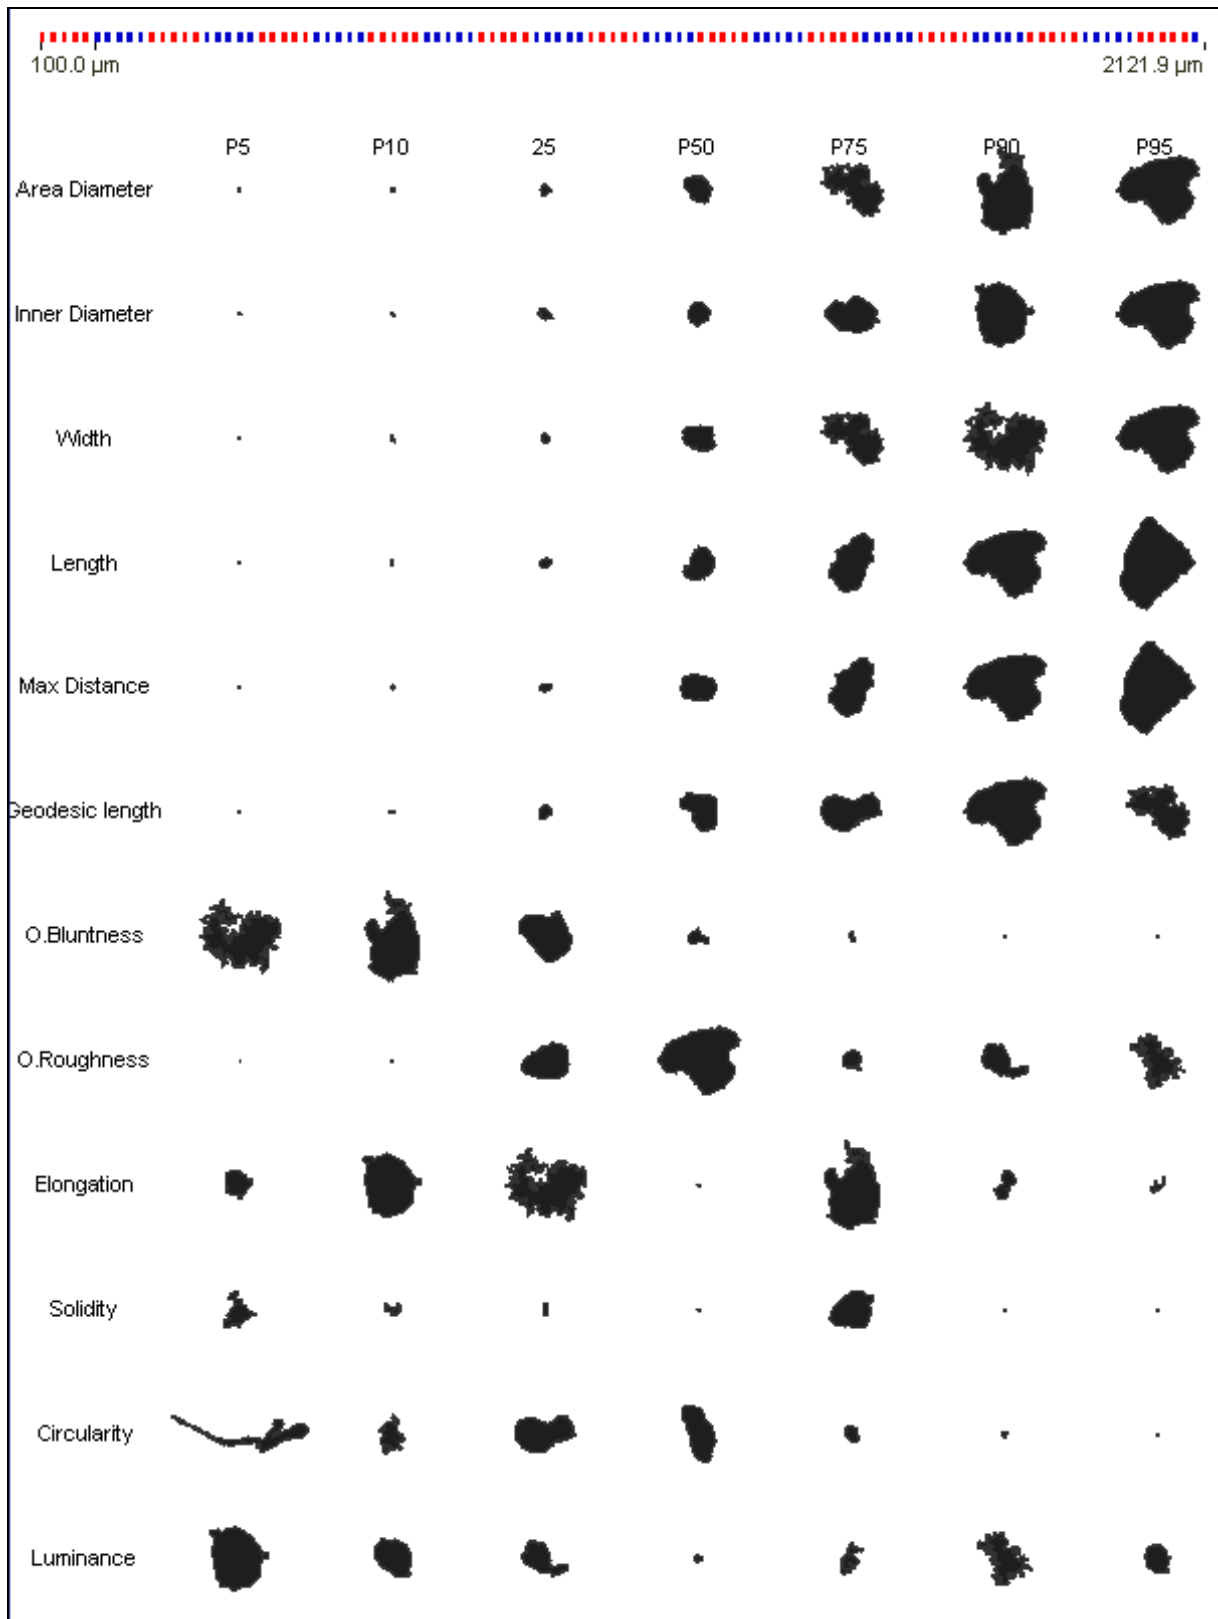 100.0 µm 2121.9 µm
P5 P10 25 P50 P75 P90 P95
Area Diameter
Inner Diameter
Width
Length
Max Distance
Geodesic length
O.Bluntness
O.Roughness
Elongation
Solidity
Circularity
Luminance